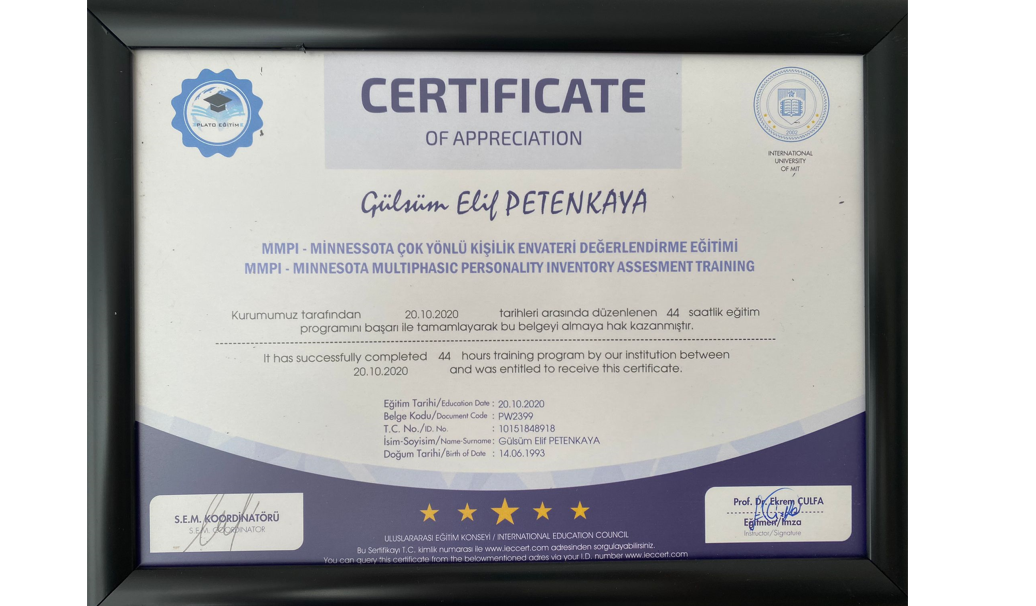 CERTIFICATE
OF APPRECIATION
PLATO EĞİTİM
INTERNATIONAL
UNIVERSITY
OF MIT
Gülsüm Elif PETENKAYA
MMPI - MİNNESSOTA ÇOK YÖNLÜ KİŞİLİK ENVATERİ DEĞERLENDİRME EĞİTİMİ
MMPI - MINNESOTA MULTIPHASIC PERSONALITY INVENTORY ASSESMENT TRAINING
Kurumumuz tarafından 20.10.2020 tarihleri arasında düzenlenen 44 saatlik eğitim
programını başarı ile tamamlayarak bu belgeyi almaya hak kazanmıştır.
It has successfully completed 44 hours training program by our institution between
20.10.2020 and was entitled to receive this certificate.
Eğitim Tarihi/Education Date : 20.10.2020
Belge Kodu/Document Code : PW2399
T.C. No./ID. No. : 10151848918
İsim-Soyisim/Name-Surname : Gülsüm Elif PETENKAYA
Doğum Tarihi/Birth of Date : 14.06.1993
S.E.M. KOORDİNATÖRÜ
S.E.M. COORDINATOR
Prof. Dr. Ekrem ÇULFA
Eğitmen/İmza
Instructor/Signature
ULUSLARARASI EĞİTİM KONSEYİ / INTERNATIONAL EDUCATION COUNCIL
Bu Sertifikayı T.C. kimlik numarası ile www.ieccert.com adresinden sorgulayabilirsiniz.
You can query this certificate from the belowmentioned adres via your I.D. number www.ieccert.com